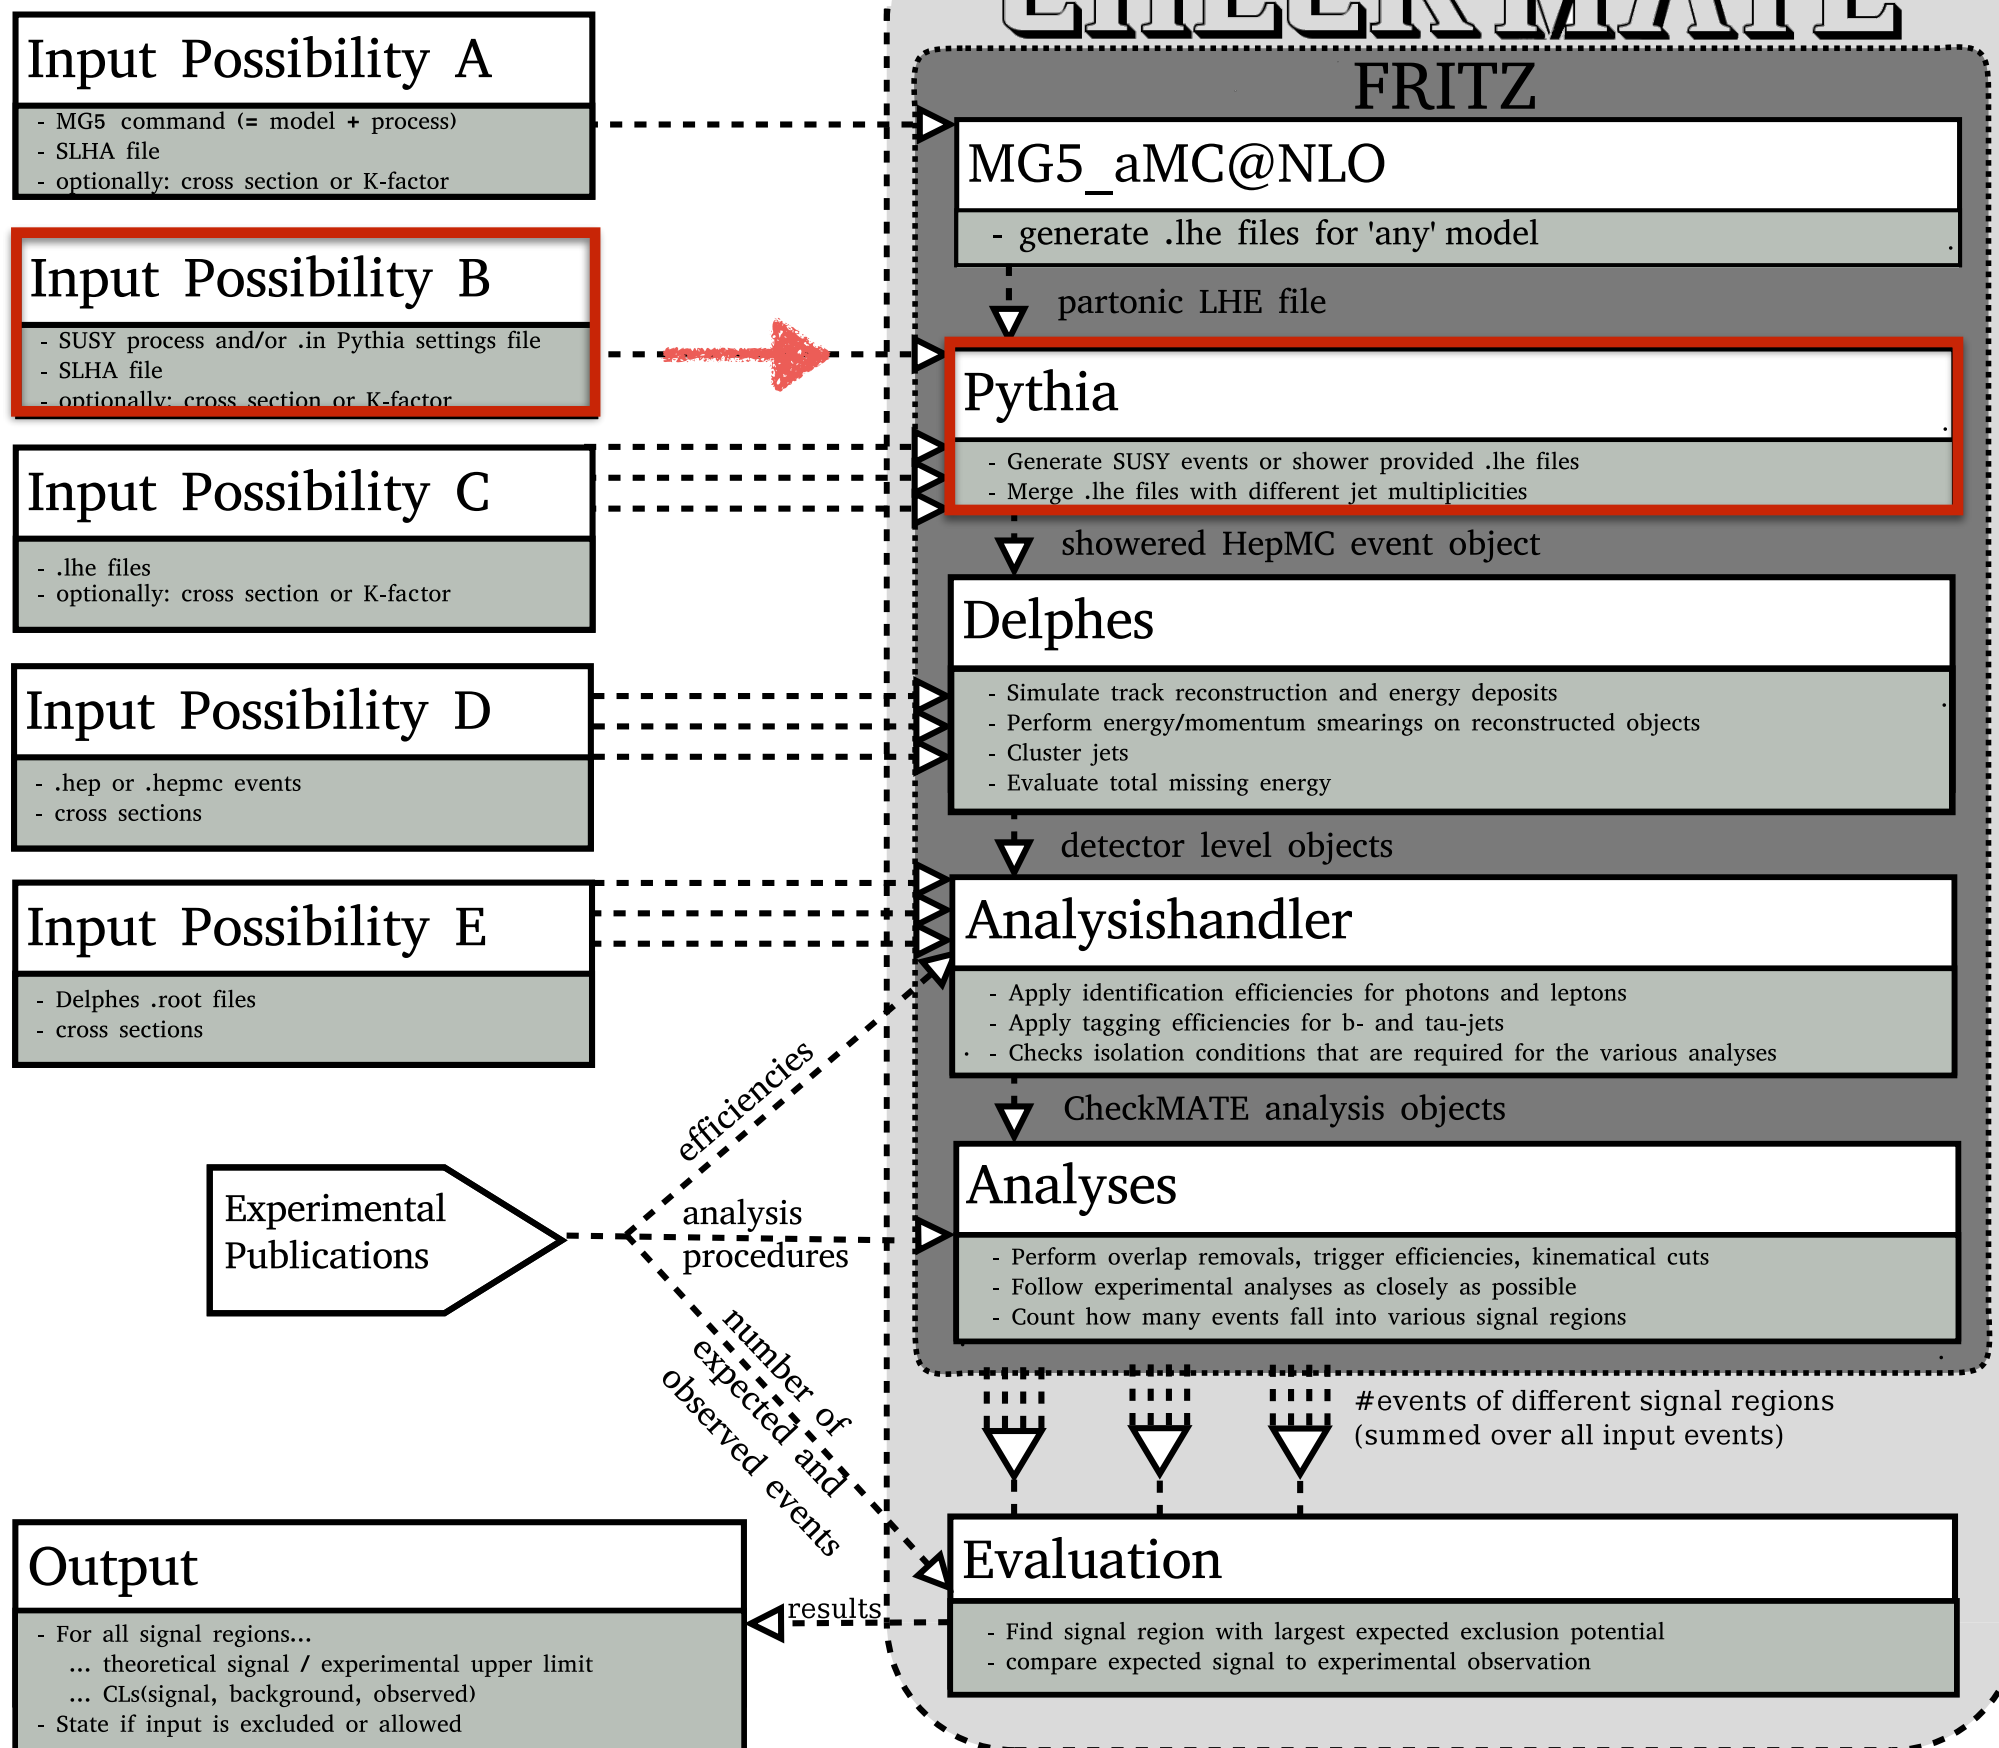 CHECKMATE
FRITZ
Input Possibility A
- MG5 command (= model + process)
- SLHA file
- optionally: cross section or K-factor
MG5_aMC@NLO
- generate .lhe files for 'any' model
partonic LHE file
Input Possibility B
- SUSY process and/or .in Pythia settings file
- SLHA file
- optionally: cross section or K-factor
Pythia
- Generate SUSY events or shower provided .lhe files
- Merge .lhe files with different jet multiplicities
showered HepMC event object
Input Possibility C
- .lhe files
- optionally: cross section or K-factor
Delphes
- Simulate track reconstruction and energy deposits
- Perform energy/momentum smearings on reconstructed objects
- Cluster jets
- Evaluate total missing energy
detector level objects
Input Possibility D
- .hep or .hepmc events
- cross sections
Input Possibility E
- Delphes .root files
- cross sections
Analysishandler
- Apply identification efficiencies for photons and leptons
- Apply tagging efficiencies for b- and tau-jets
- Checks isolation conditions that are required for the various analyses
CheckMATE analysis objects
Experimental
Publications
efficiencies
analysis
procedures
number of
expected and
observed events
Analyses
- Perform overlap removals, trigger efficiencies, kinematical cuts
- Follow experimental analyses as closely as possible
- Count how many events fall into various signal regions
#events of different signal regions
(summed over all input events)
Evaluation
- Find signal region with largest expected exclusion potential
- compare expected signal to experimental observation
results
Output
- For all signal regions...
... theoretical signal / experimental upper limit
... CLs(signal, background, observed)
- State if input is excluded or allowed